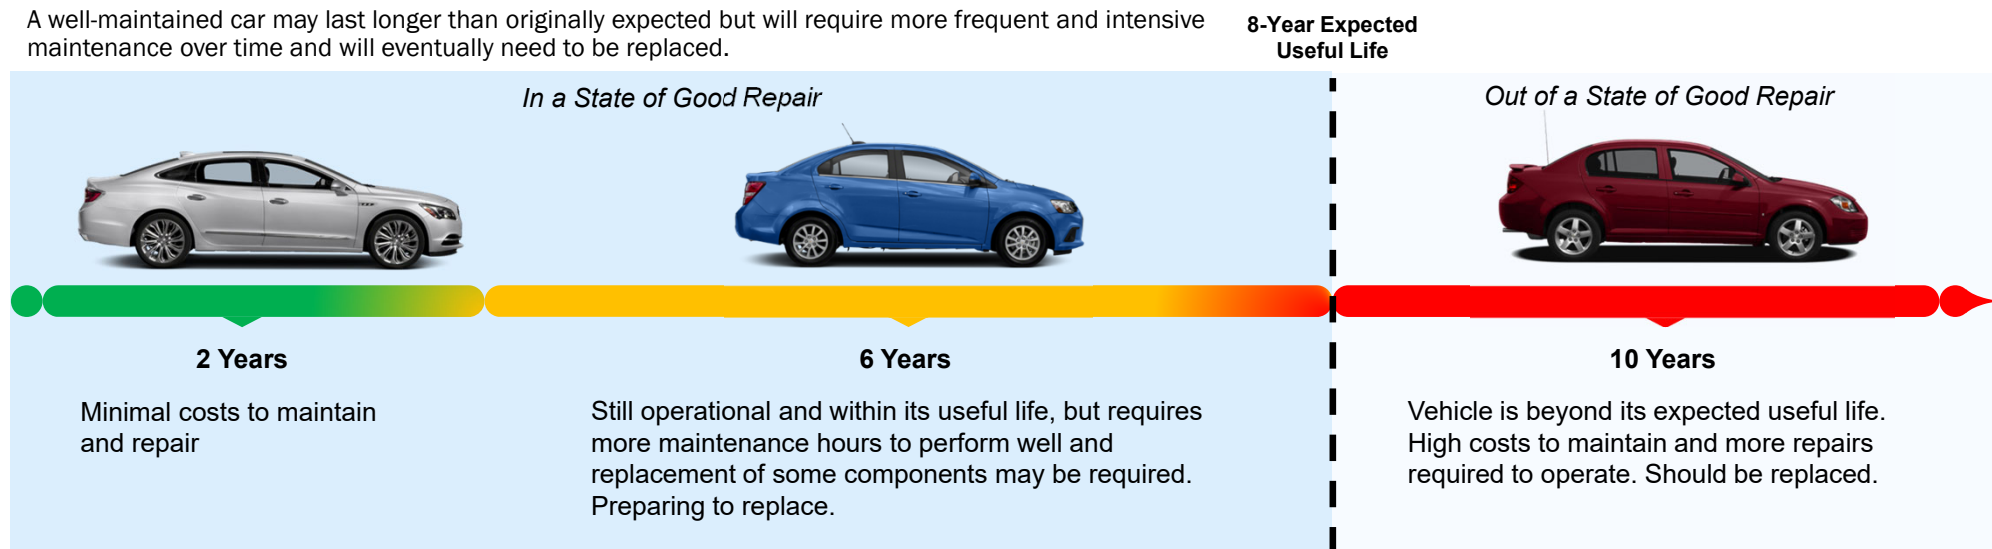 A well-maintained car may last longer than originally expected but will require more frequent and intensive
maintenance over time and will eventually need to be replaced.
8-Year Expected
Useful Life
In a State of Good Repair
Out of a State of Good Repair
2 Years
Minimal costs to maintain
and repair
6 Years
Still operational and within its useful life, but requires
more maintenance hours to perform well and
replacement of some components may be required.
Preparing to replace.
10 Years
Vehicle is beyond its expected useful life.
High costs to maintain and more repairs
required to operate. Should be replaced.